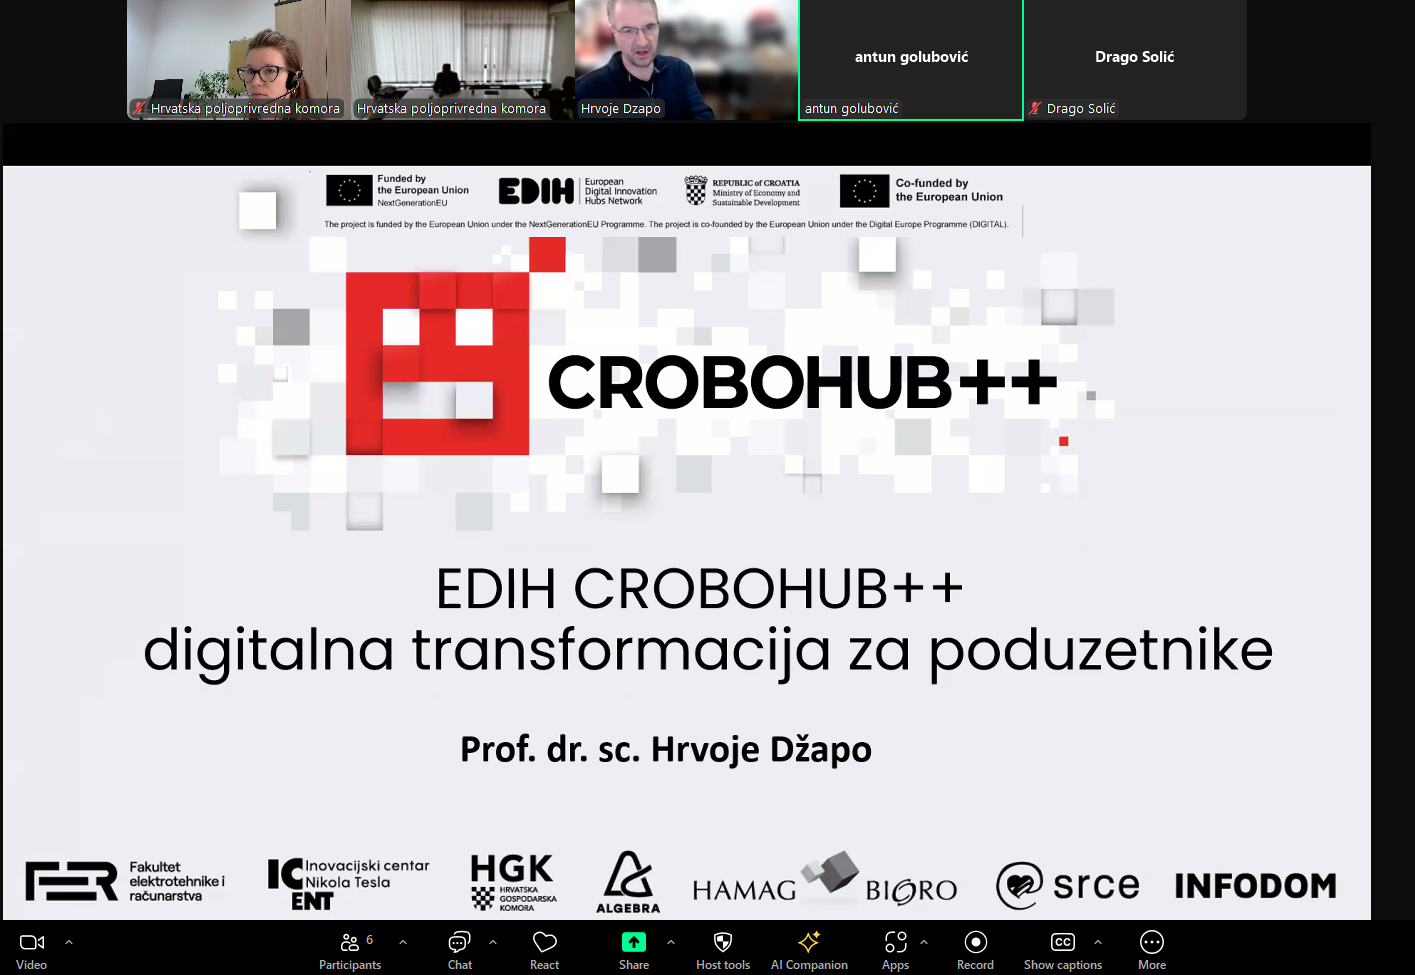 Hrvatska poljoprivredna komora
Hrvatska poljoprivredna komora
Hrvoje Dzapo
antun golubović
antun golubović
Drago Solić
Drago Solić
Funded by
the European Union
NextGenerationEU
EDIH
European
Digital Innovation
Hubs Network
REPUBLIC of CROATIA
Ministry of Economy and
Sustainable Development
Co-funded by
the European Union
The project is funded by the European Union under the NextGenerationEU Programme. The project is co-funded by the European Union under the Digital Europe Programme (DIGITAL).
CROBOHUB++
EDIH CROBOHUB++
digitalna transformacija za poduzetnike
Prof. dr. sc. Hrvoje Džapo
FER
Fakultet
elektrotehnike i
računarstva
IC
ENT
Inovacijski centar
Nikola Tesla
HGK
HRVATSKA
GOSPODARSKA
KOMORA
ALGEBRA
HAMAG BICRO
srce
INFODOM
Video
Participants 6
Chat
React
Share
Host tools
AI Companion
Apps
Record
CC
Show captions
More